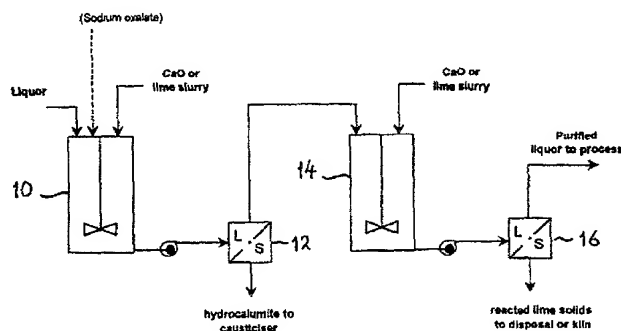 (Sodium oxalate)
Liquor
CaO or
lime slurry
CaO or
lime slurry
Purified
liquor to process
10
14
L
S
12
L
S
16
hydrocalumite to
causticiser
reacted lime solids
to disposal or kiln